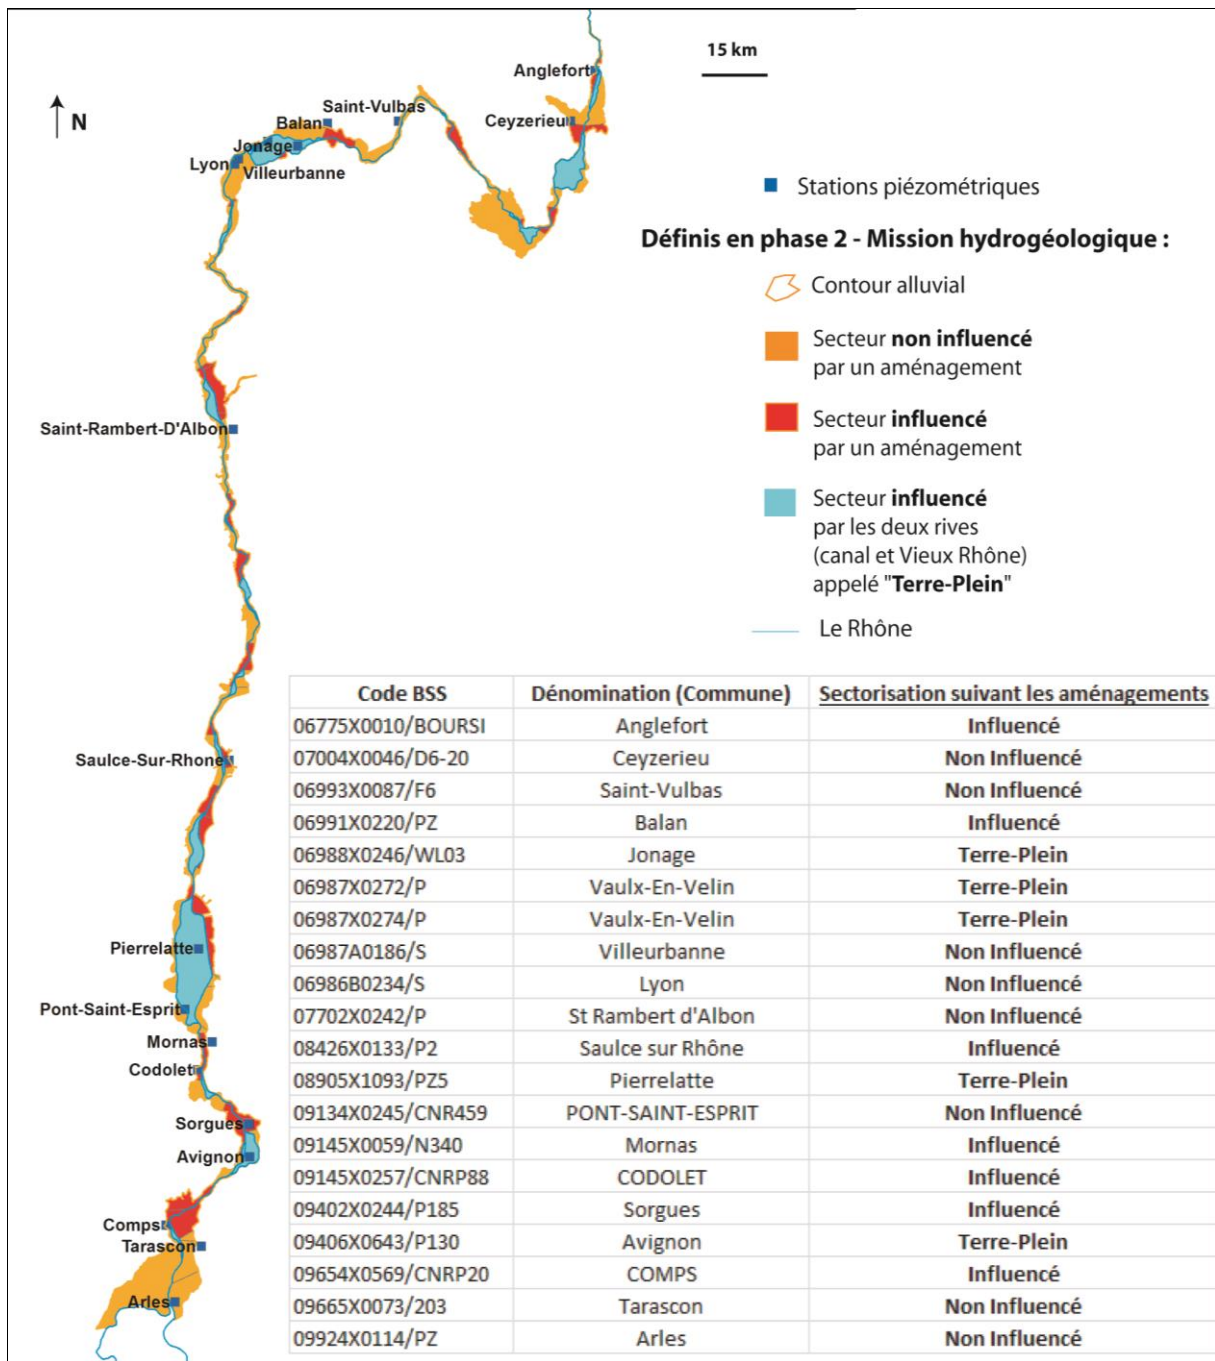 15 km
N
Anglefort
Saint-Vulbas
Balan
Ceyzerieu
Jonage
Lyon
Villeurbanne
Stations piézométriques
Définis en phase 2 - Mission hydrogéologique :
Contour alluvial
Secteur non influencé
par un aménagement
Secteur influencé
par un aménagement
Secteur influencé
par les deux rives
(canal et Vieux Rhône)
appelé "Terre-Plein"
Le Rhône
Saint-Rambert-D'Albon
Saulce-Sur-Rhone
Pierrelatte
Pont-Saint-Esprit
Mornas
Codolet
Sorgues
Avignon
Comps
Tarascon
Arles
Code BSS Dénomination (Commune) Sectorisation suivant les aménagements
06775X0010/BOURSI Anglefort Influencé
07004X0046/D6-20 Ceyzerieu Non Influencé
06993X0087/F6 Saint-Vulbas Non Influencé
06991X0220/PZ Balan Influencé
06988X0246/WL03 Jonage Terre-Plein
06987X0272/P Vaulx-En-Velin Terre-Plein
06987X0274/P Vaulx-En-Velin Terre-Plein
06987A0186/S Villeurbanne Non Influencé
06986B0234/S Lyon Non Influencé
07702X0242/P St Rambert d'Albon Non Influencé
08426X0133/P2 Saulce sur Rhône Influencé
08905X1093/PZ5 Pierrelatte Terre-Plein
09134X0245/CNR459 PONT-SAINT-ESPRIT Non Influencé
09145X0059/N340 Mornas Influencé
09145X0257/CNRP88 CODOLET Influencé
09402X0244/P185 Sorgues Influencé
09406X0643/P130 Avignon Terre-Plein
09654X0569/CNRP20 COMPS Influencé
09665X0073/203 Tarascon Non Influencé
09924X0114/PZ Arles Non Influencé